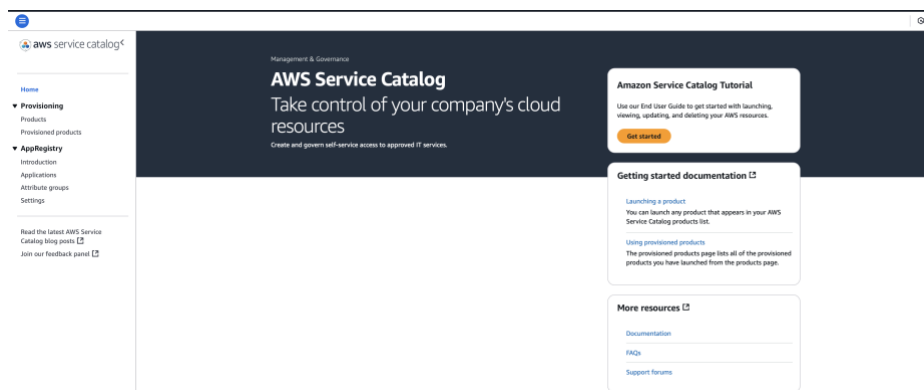 aws service catalog
Home
Provisioning
Products
Provisioned products
AppRegistry
Introduction
Applications
Attribute groups
Settings
Read the latest AWS Service
Catalog blog posts
Join our feedback panel
Management & Governance
AWS Service Catalog
Take control of your company's cloud
resources
Create and govern self-service access to approved IT services.
Amazon Service Catalog Tutorial
Use our End User Guide to get started with launching,
viewing, updating, and deleting your AWS resources.
Get started
Getting started documentation
Launching a product
You can launch any product that appears in your AWS
Service Catalog products list.
Using provisioned products
The provisioned products page lists all of the provisioned
products you have launched from the products page.
More resources
Documentation
FAQs
Support forums